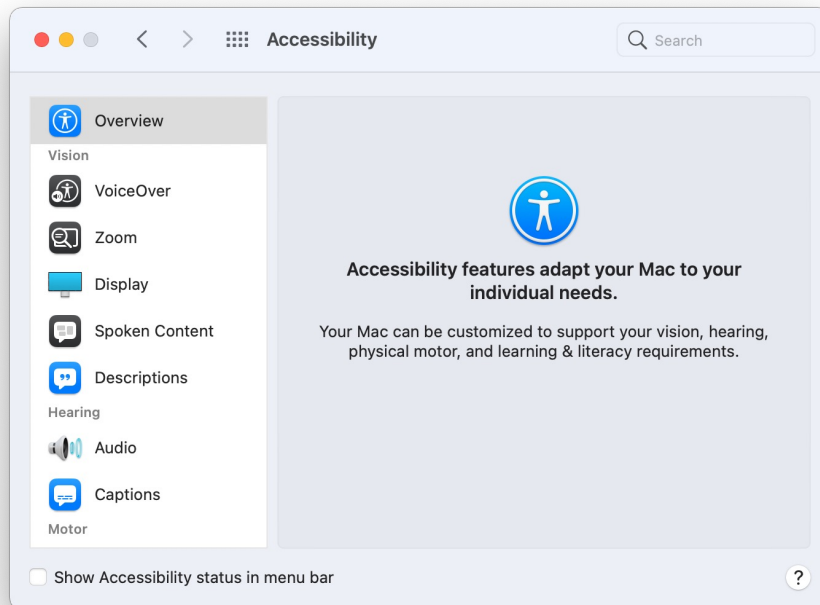 Accessibility
Search
Overview
Vision
VoiceOver
Zoom
Display
Spoken Content
Descriptions
Hearing
Audio
Captions
Motor
Accessibility features adapt your Mac to your
individual needs.
Your Mac can be customized to support your vision, hearing,
physical motor, and learning & literacy requirements.
Show Accessibility status in menu bar
?